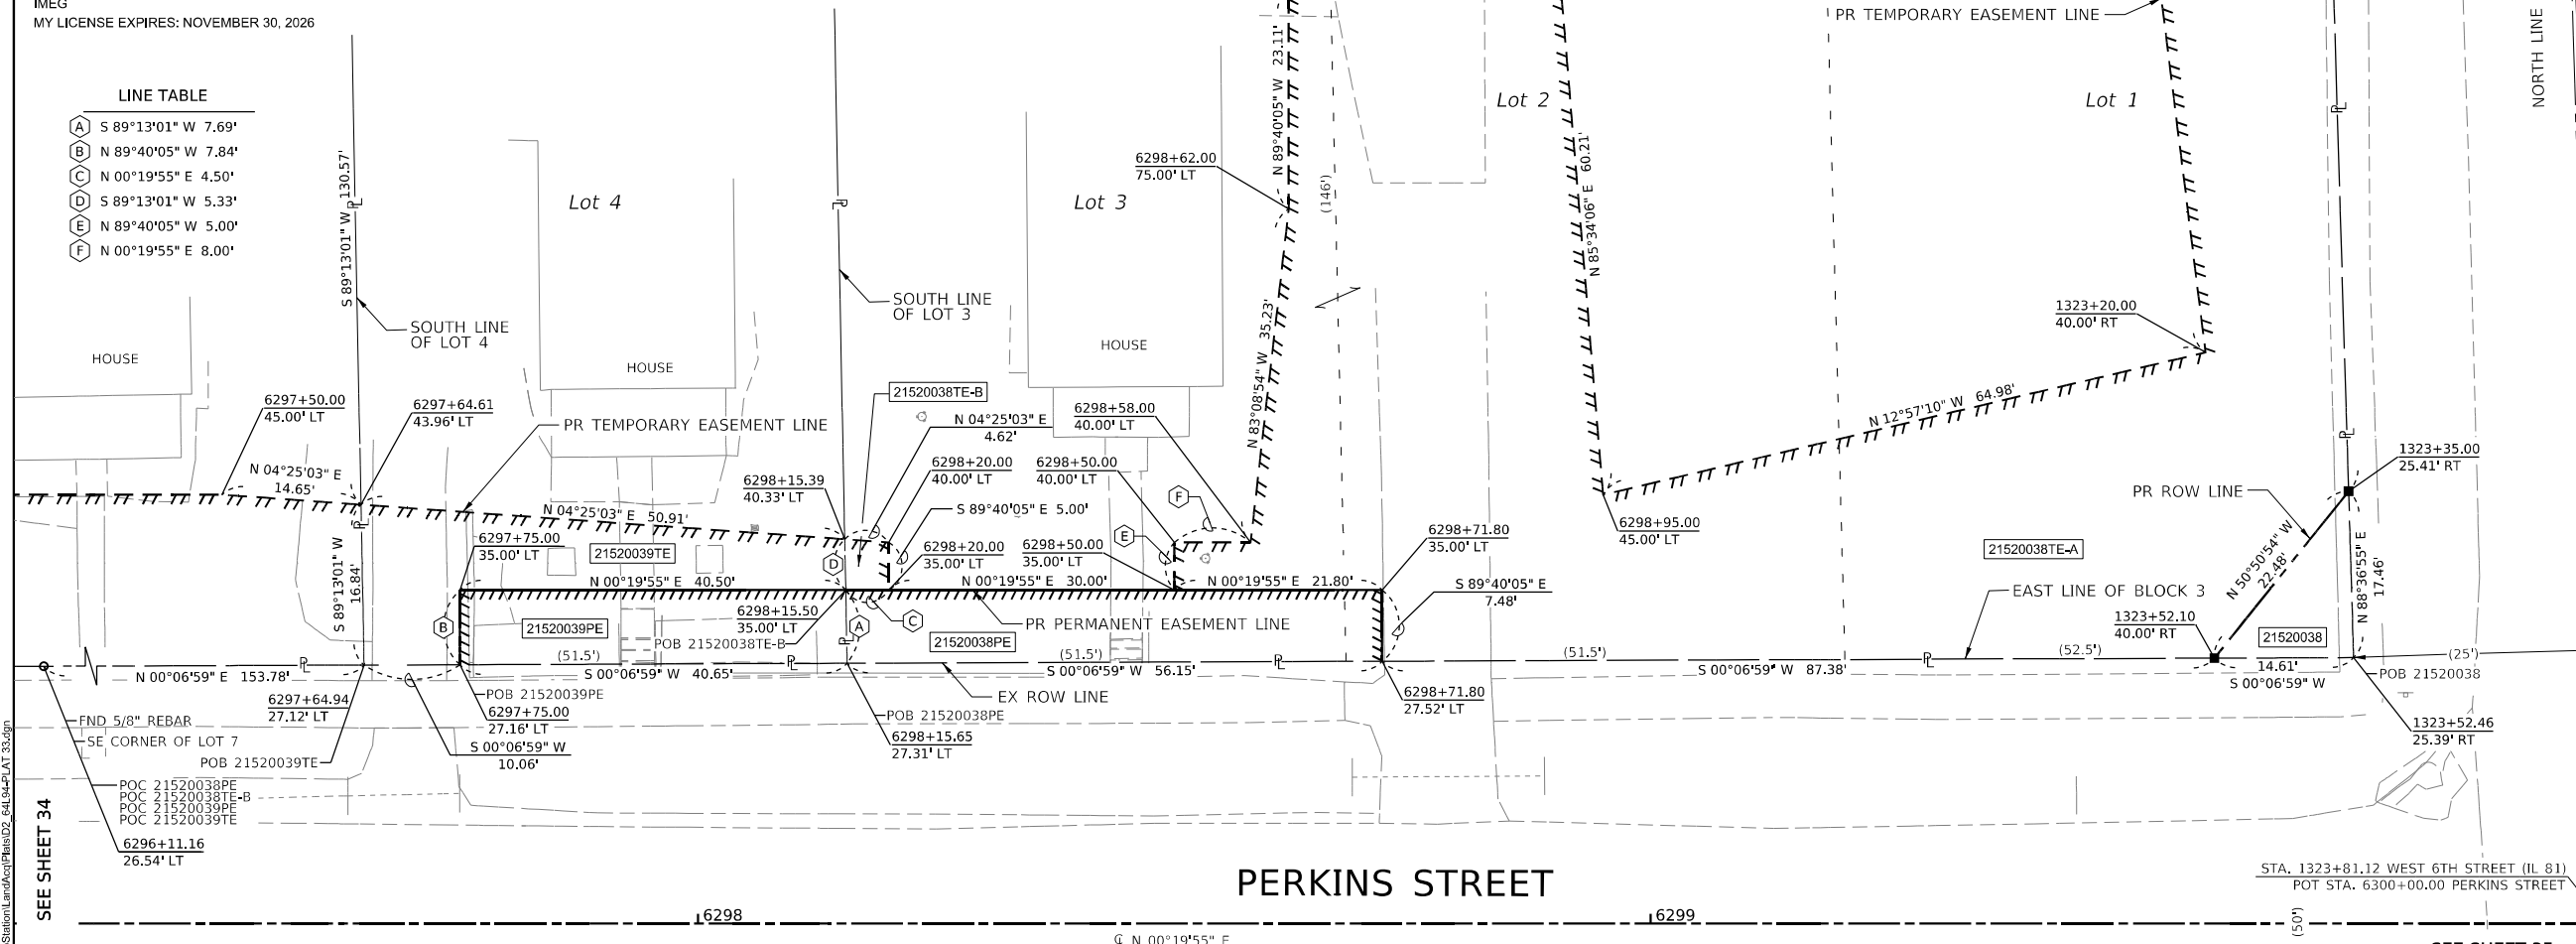 IMEG
MY LICENSE EXPIRES: NOVEMBER 30, 2026
LINE TABLE
A S 89°13'01" W 7.69'
B N 89°40'05" W 7.84'
C N 00°19'55" E 4.50'
D S 89°13'01" W 5.33'
E N 89°40'05" W 5.00'
F N 00°19'55" E 8.00'
S 89°13'01" W 130.57'
PL
Lot 4
PL
Lot 3
N 89°40'05" W 23.11'
6298+62.00
75.00' LT
(146')
Lot 2
N 85°34'06" E 60.21'
PR TEMPORARY EASEMENT LINE
Lot 1
PL
NORTH LINE
SOUTH LINE
OF LOT 4
SOUTH LINE
OF LOT 3
HOUSE
HOUSE
HOUSE
N 83°08'54" W 35.23'
1323+20.00
40.00' RT
N 12°57'10" W 64.98'
6297+50.00
45.00' LT
6297+64.61
43.96' LT
PR TEMPORARY EASEMENT LINE
21520038TE-B
N 04°25'03" E
4.62'
6298+58.00
40.00' LT
N 04°25'03" E
14.65'
PL
N 04°25'03" E 50.91'
6298+15.39
40.33' LT
6298+20.00
40.00' LT
6298+50.00
40.00' LT
F
E
S 89°40'05" E 5.00'
PL
1323+35.00
25.41' RT
PR ROW LINE
6298+95.00
45.00' LT
6298+71.80
35.00' LT
6297+75.00
35.00' LT
21520039TE
D
6298+20.00
35.00' LT
6298+50.00
35.00' LT
21520038TE-A
N 50°50'54" W
22.48'
N 88°36'55" E
17.46'
S 89°13'01" W
16.84'
N 00°19'55" E 40.50'
N 00°19'55" E 30.00'
N 00°19'55" E 21.80'
S 89°40'05" E
7.48'
EAST LINE OF BLOCK 3
B
21520039PE
6298+15.50
35.00' LT
POB 21520038TE-B
A
PL
C
21520038PE
PR PERMANENT EASEMENT LINE
1323+52.10
40.00' RT
21520038
PL
N 00°06'59" E 153.78'
(51.5')
S 00°06'59" W 40.65'
PL
(51.5')
S 00°06'59" W 56.15'
PL
(51.5')
S 00°06'59" W 87.38'
PL
(52.5')
14.61'
S 00°06'59" W
(25')
POB 21520038
FND 5/8" REBAR
SE CORNER OF LOT 7
6297+64.94
27.12' LT
POB 21520039TE
POB 21520039PE
6297+75.00
27.16' LT
S 00°06'59" W
10.06'
EX ROW LINE
POB 21520038PE
6298+15.65
27.31' LT
6298+71.80
27.52' LT
1323+52.46
25.39' RT
POC 21520038PE
POC 21520038TE-B
POC 21520039PE
POC 21520039TE
6296+11.16
26.54' LT
SEE SHEET 34
PERKINS STREET
STA. 1323+81.12 WEST 6TH STREET (IL 81)
POT STA. 6300+00.00 PERKINS STREET
6298
6299
(50')
℄ N 00°19'55" E
Station\LandAcq\Plats\D2_64L94-PLAT 33.dgn